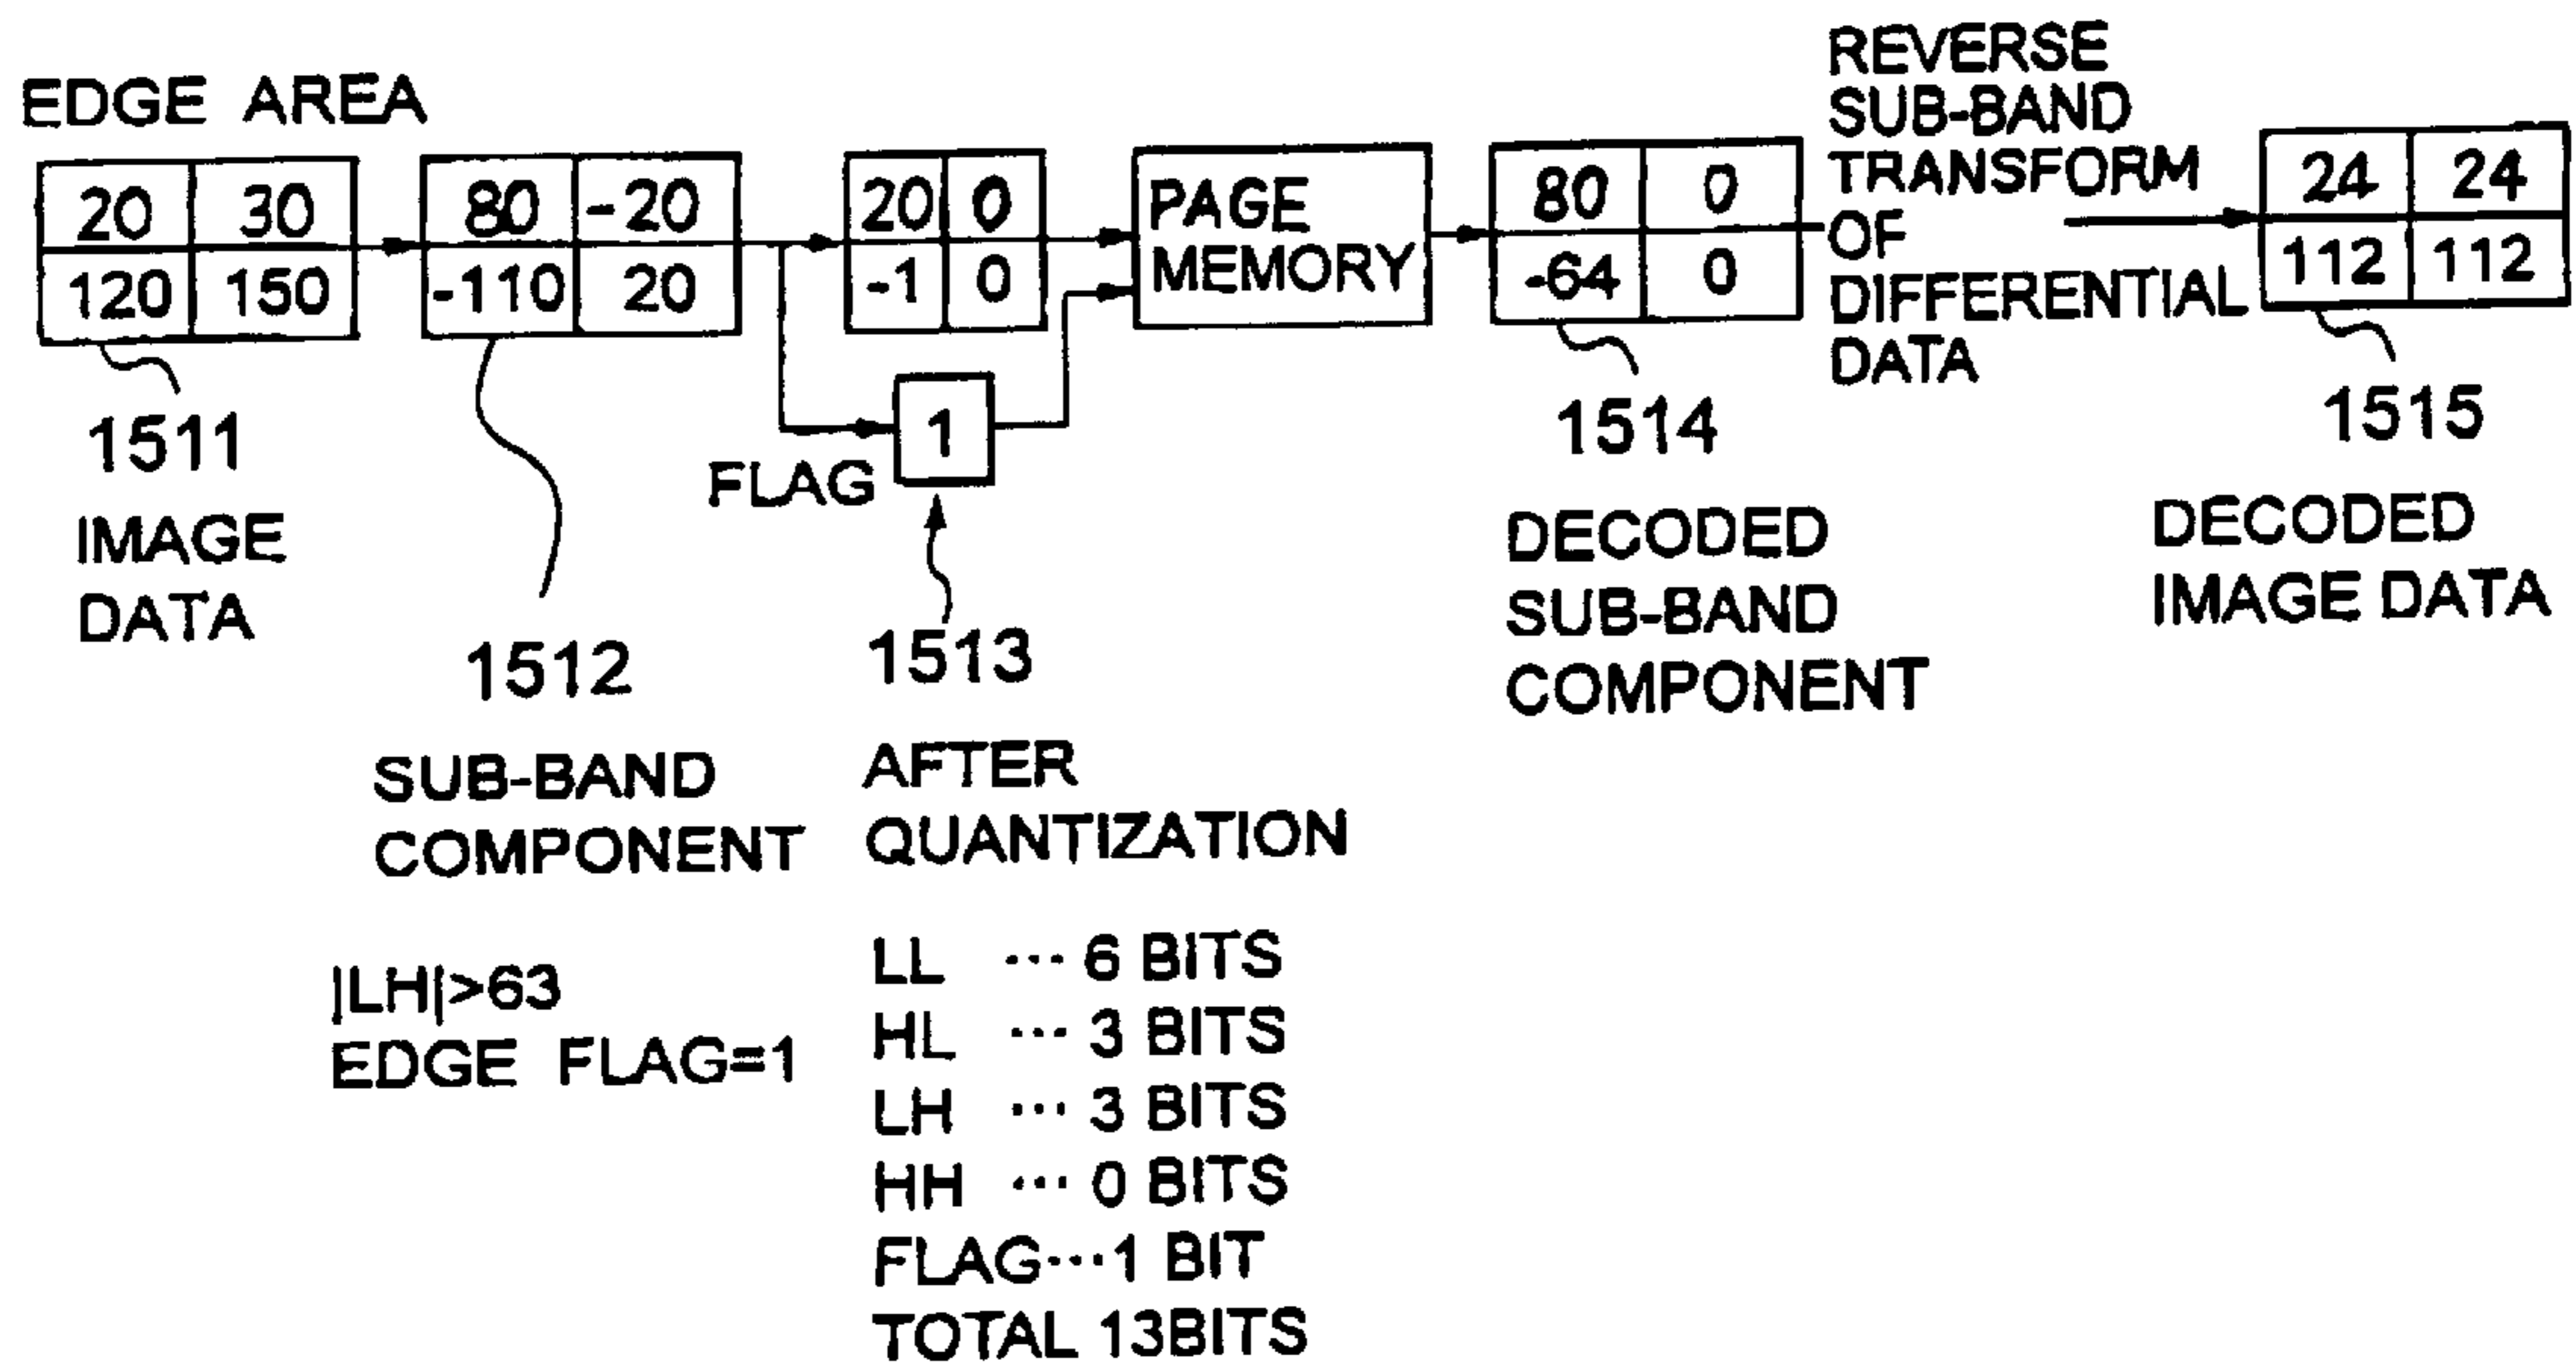 EDGE AREA
20 30
120 150
1511
IMAGE
DATA
80 -20
-110 20
1512
SUB-BAND
COMPONENT
|LH|>63
EDGE FLAG=1
20 0
-1 0
FLAG
1
1513
AFTER
QUANTIZATION
LL ··· 6 BITS
HL ··· 3 BITS
LH ··· 3 BITS
HH ··· 0 BITS
FLAG···1 BIT
TOTAL 13BITS
PAGE
MEMORY
80 0
-64 0
1514
DECODED
SUB-BAND
COMPONENT
REVERSE
SUB-BAND
TRANSFORM
OF
DIFFERENTIAL
DATA
24 24
112 112
1515
DECODED
IMAGE DATA